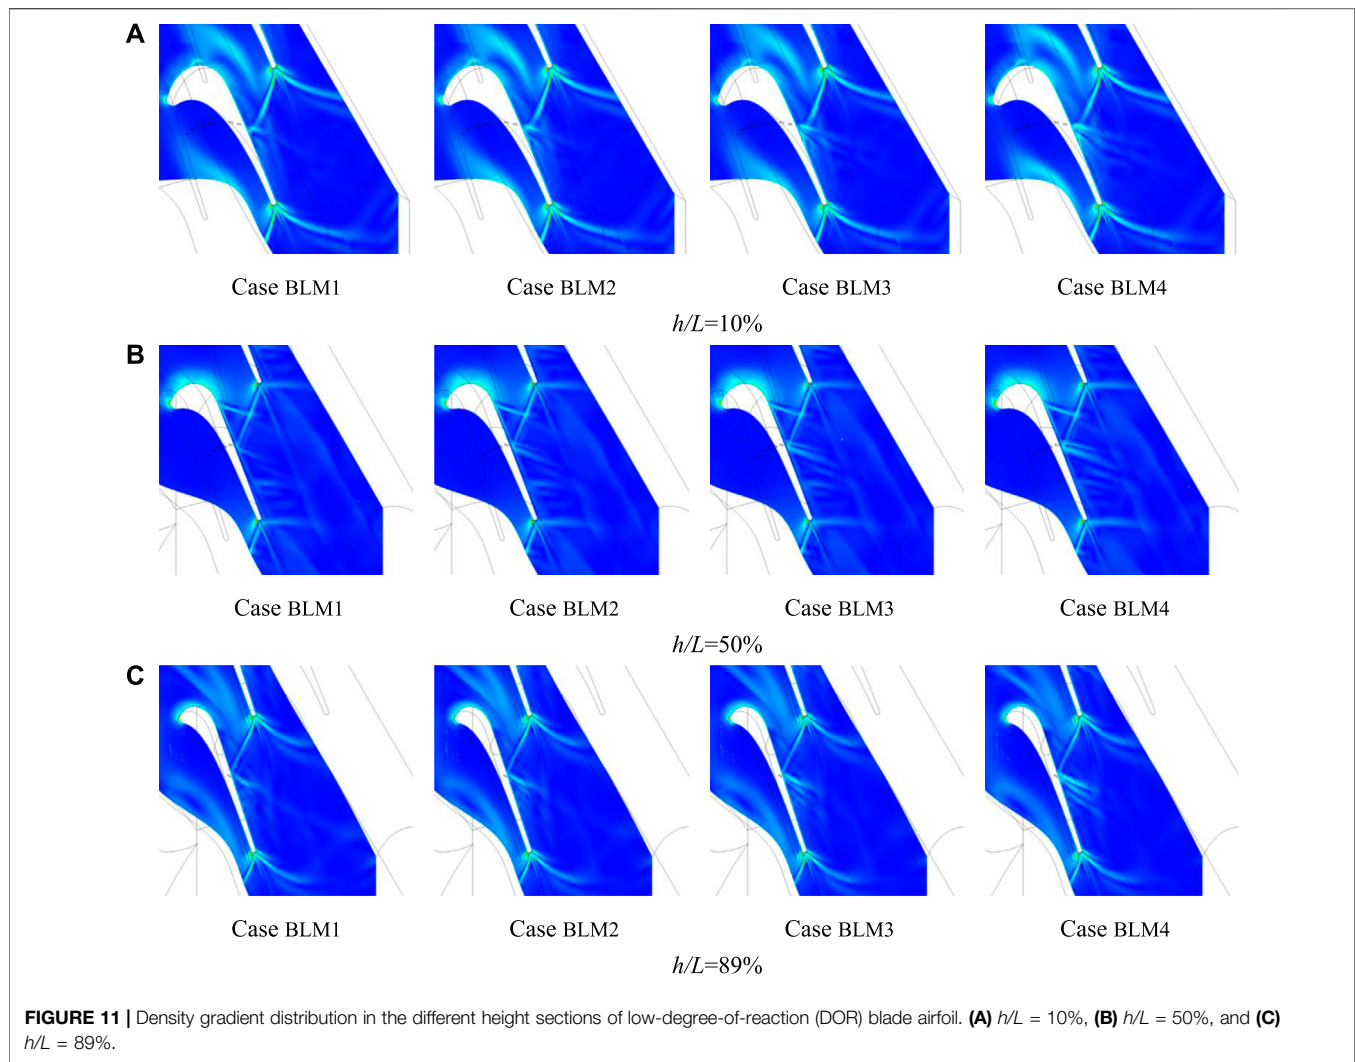 A
Case BLM1 Case BLM2 Case BLM3 Case BLM4
h/L=10%
B
Case BLM1 Case BLM2 Case BLM3 Case BLM4
h/L=50%
C
Case BLM1 Case BLM2 Case BLM3 Case BLM4
h/L=89%
FIGURE 11 | Density gradient distribution in the different height sections of low-degree-of-reaction (DOR) blade airfoil. (A) h/L = 10%, (B) h/L = 50%, and (C)
h/L = 89%.